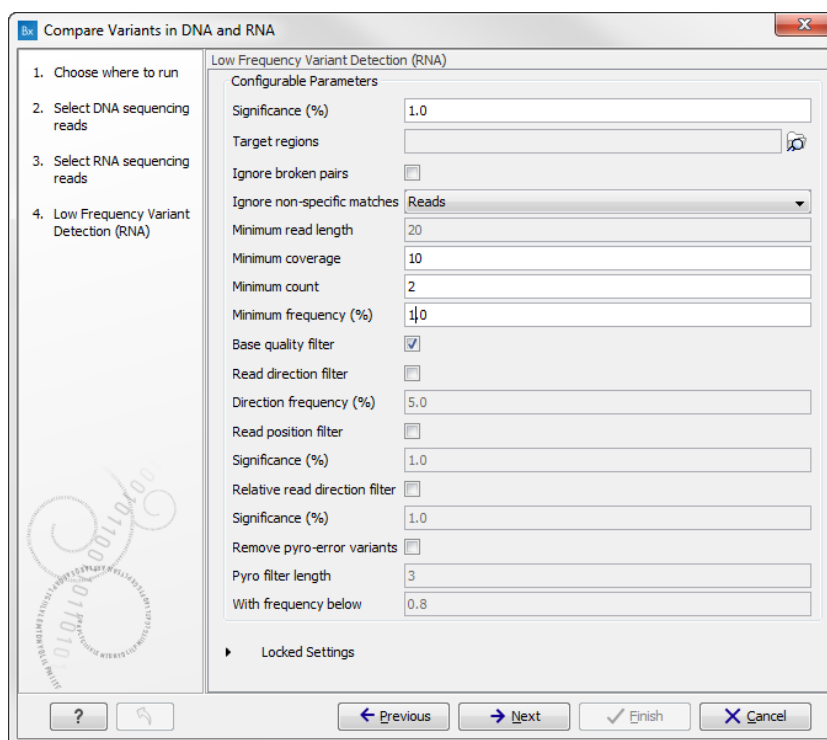 Bx Compare Variants in DNA and RNA
1. Choose where to run
2. Select DNA sequencing
reads
3. Select RNA sequencing
reads
4. Low Frequency Variant
Detection (RNA)
Low Frequency Variant Detection (RNA)
Configurable Parameters
Significance (%) 1.0
Target regions
Ignore broken pairs
Ignore non-specific matches Reads
Minimum read length 20
Minimum coverage 10
Minimum count 2
Minimum frequency (%) 1.0
Base quality filter
Read direction filter
Direction frequency (%) 5.0
Read position filter
Significance (%) 1.0
Relative read direction filter
Significance (%) 1.0
Remove pyro-error variants
Pyro filter length 3
With frequency below 0.8
Locked Settings
? Previous Next Finish Cancel